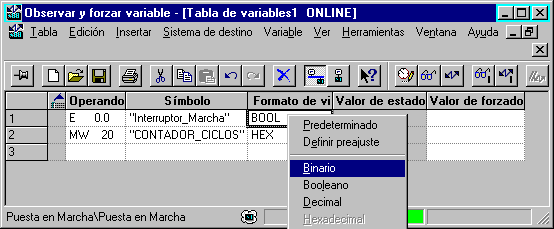 Observar y forzar variable - [Tabla de variables1 ONLINE]
Tabla Edición Insertar Sistema de destino Variable Ver Herramientas Ventana Ayuda
Operando Símbolo Formato de vi Valor de estado Valor de forzado
1 E 0.0 "Interruptor_Marcha" BOOL
2 MW 20 "CONTADOR_CICLOS" HEX
3
Predeterminado
Definir preajuste
Binario
Booleano
Decimal
Hexadecimal
Puesta en Marcha\Puesta en Marcha